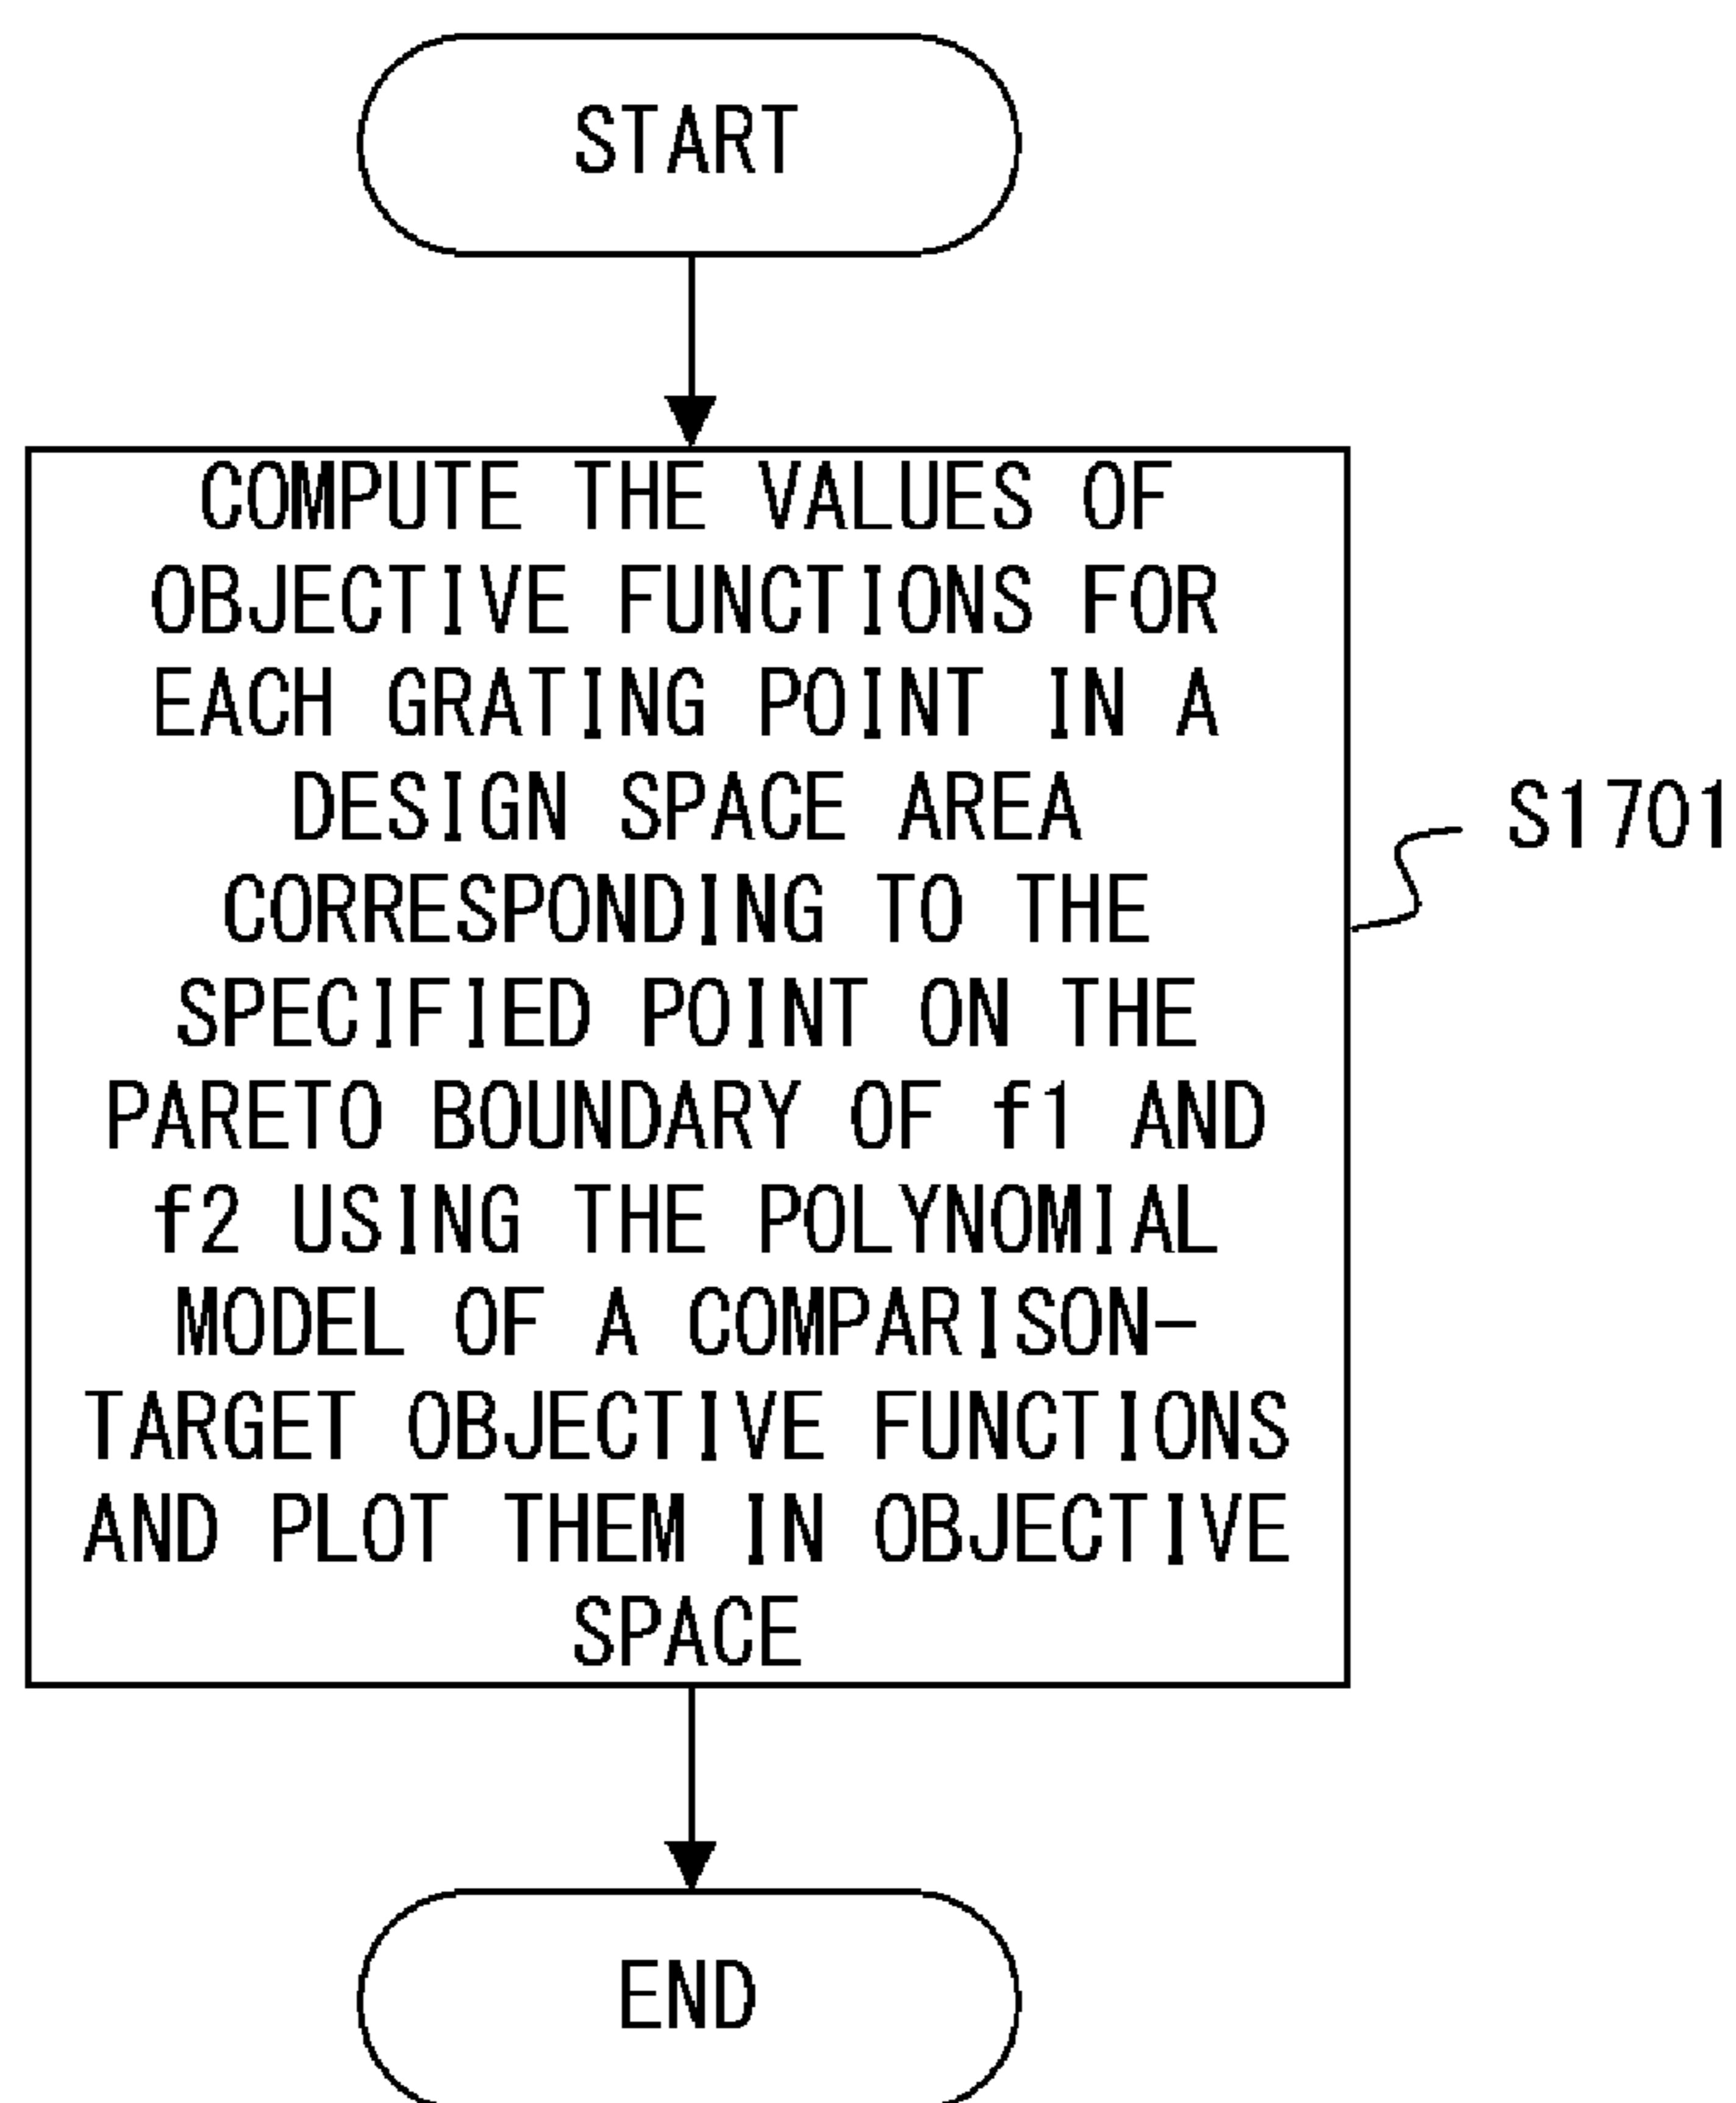 START
COMPUTE THE VALUES OF
OBJECTIVE FUNCTIONS FOR
EACH GRATING POINT IN A
DESIGN SPACE AREA
CORRESPONDING TO THE
SPECIFIED POINT ON THE
PARETO BOUNDARY OF f1 AND
f2 USING THE POLYNOMIAL
MODEL OF A COMPARISON-
TARGET OBJECTIVE FUNCTIONS
AND PLOT THEM IN OBJECTIVE
SPACE
S1701
END